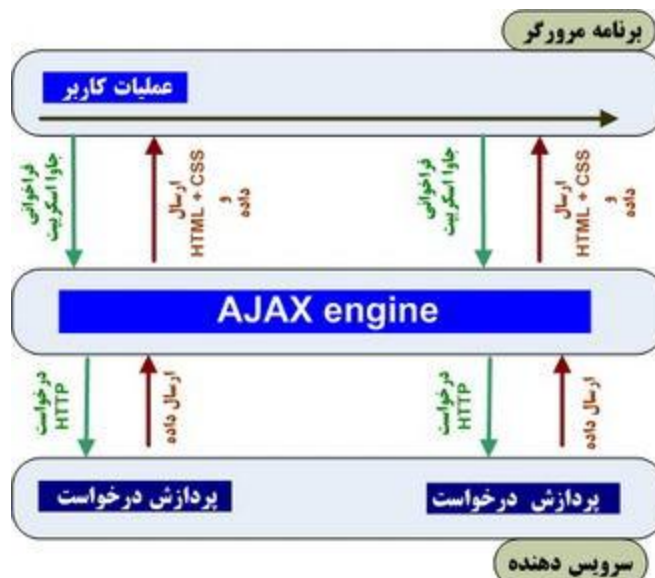 برنامه مرورگر
عملیات کاربر
فراخوانی
جاوا اسکریپت
ارسال
HTML + CSS
و
داده
فراخوانی
جاوا اسکریپت
ارسال
HTML + CSS
و
داده
AJAX engine
درخواست
HTTP
ارسال داده
درخواست
HTTP
ارسال داده
پردازش درخواست
پردازش درخواست
سرویس دهنده